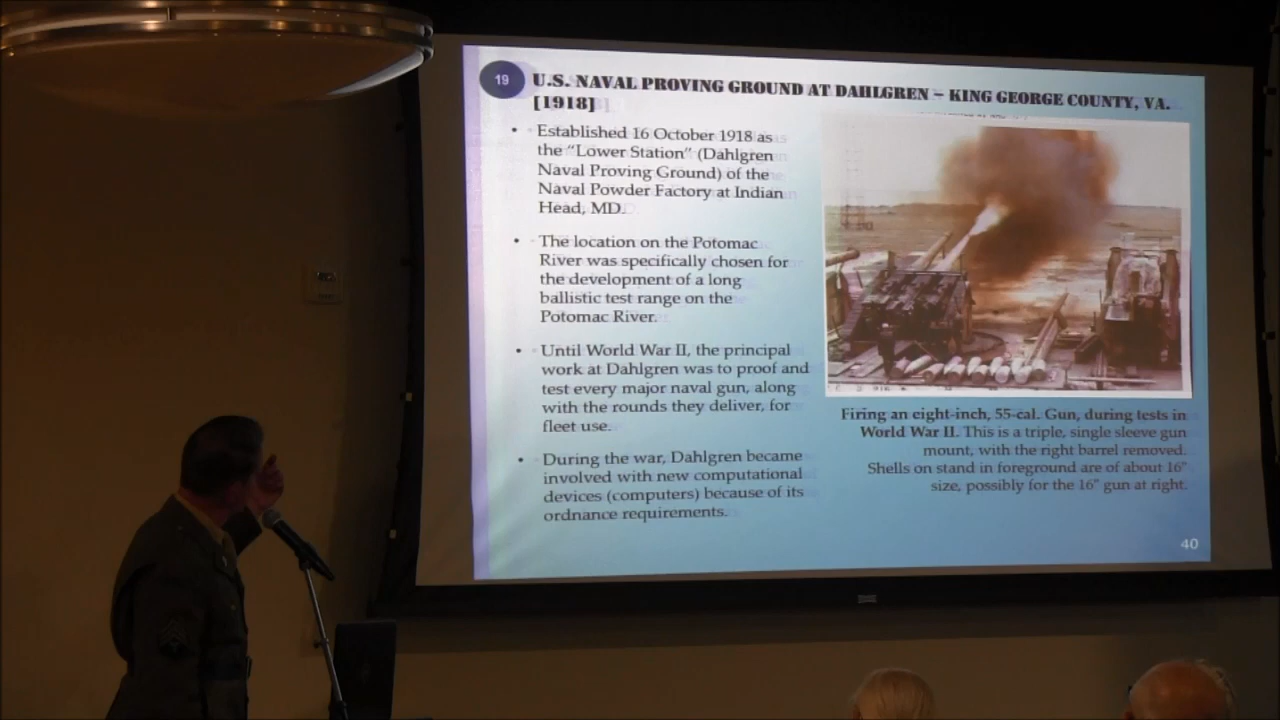 19
U.S. NAVAL PROVING GROUND AT DAHLGREN – KING GEORGE COUNTY, VA.
[1918]
• Established 16 October 1918 as
the “Lower Station” (Dahlgren
Naval Proving Ground) of the
Naval Powder Factory at Indian
Head, MD.
• The location on the Potomac
River was specifically chosen for
the development of a long
ballistic test range on the
Potomac River.
• Until World War II, the principal
work at Dahlgren was to proof and
test every major naval gun, along
with the rounds they deliver, for
fleet use.
• During the war, Dahlgren became
involved with new computational
devices (computers) because of its
ordnance requirements.
Firing an eight-inch, 55-cal. Gun, during tests in
World War II. This is a triple, single sleeve gun
mount, with the right barrel removed.
Shells on stand in foreground are of about 16"
size, possibly for the 16" gun at right.
40